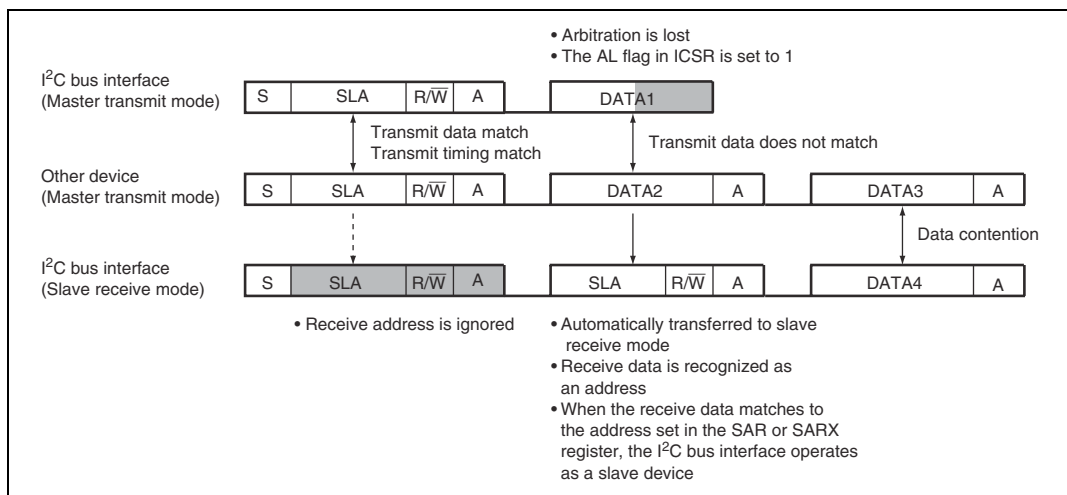 • Arbitration is lost
• The AL flag in ICSR is set to 1
I²C bus interface
(Master transmit mode)
S SLA R/W̅ A DATA1
Transmit data match
Transmit timing match
Transmit data does not match
Other device
(Master transmit mode)
S SLA R/W̅ A DATA2 A DATA3 A
Data contention
I²C bus interface
(Slave receive mode)
S SLA R/W̅ A SLA R/W̅ A DATA4 A
• Receive address is ignored
• Automatically transferred to slave
receive mode
• Receive data is recognized as
an address
• When the receive data matches to
the address set in the SAR or SARX
register, the I²C bus interface operates
as a slave device